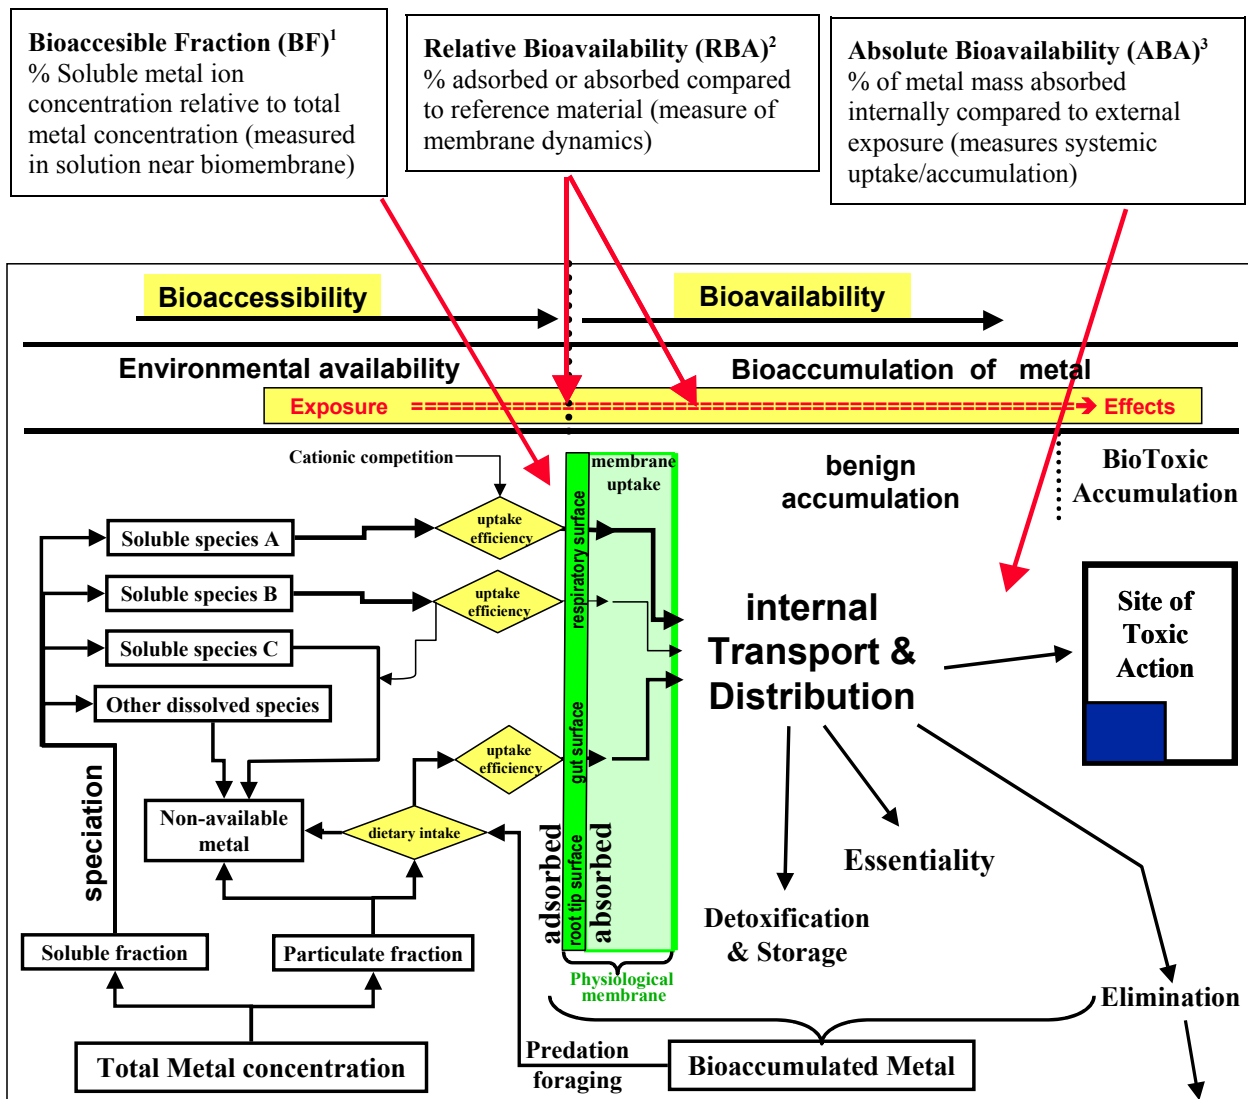 Bioaccesible Fraction (BF)1
% Soluble metal ion
concentration relative to total
metal concentration (measured
in solution near biomembrane)
Relative Bioavailability (RBA)2
% adsorbed or absorbed compared
to reference material (measure of
membrane dynamics)
Absolute Bioavailability (ABA)3
% of metal mass absorbed
internally compared to external
exposure (measures systemic
uptake/accumulation)
Bioaccessibility
Bioavailability
Environmental availability
Bioaccumulation of metal
Exposure
Effects
Cationic competition
membrane
uptake
benign
accumulation
BioToxic
Accumulation
Soluble species A
uptake
efficiency
respiratory surface
Soluble species B
uptake
efficiency
Soluble species C
Other dissolved species
internal
Transport &
Distribution
Site of
Toxic
Action
uptake
efficiency
gut surface
Non-available
metal
dietary intake
speciation
adsorbed
root tip surface
absorbed
Essentiality
Detoxification
& Storage
Soluble fraction
Particulate fraction
Physiological
membrane
Elimination
Total Metal concentration
Predation
foraging
Bioaccumulated Metal